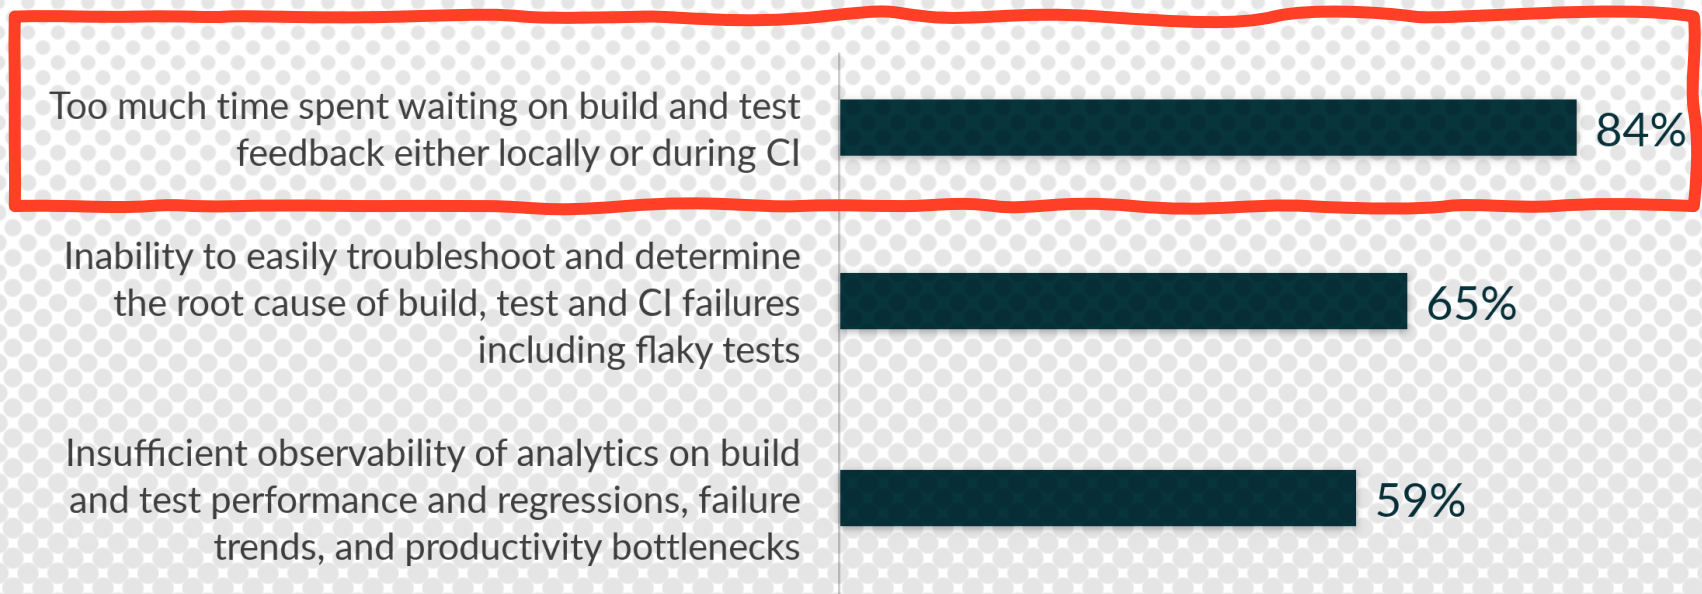 Too much time spent waiting on build and test
feedback either locally or during CI
84%
Inability to easily troubleshoot and determine
the root cause of build, test and CI failures
including flaky tests
65%
Insufficient observability of analytics on build
and test performance and regressions, failure
trends, and productivity bottlenecks
59%